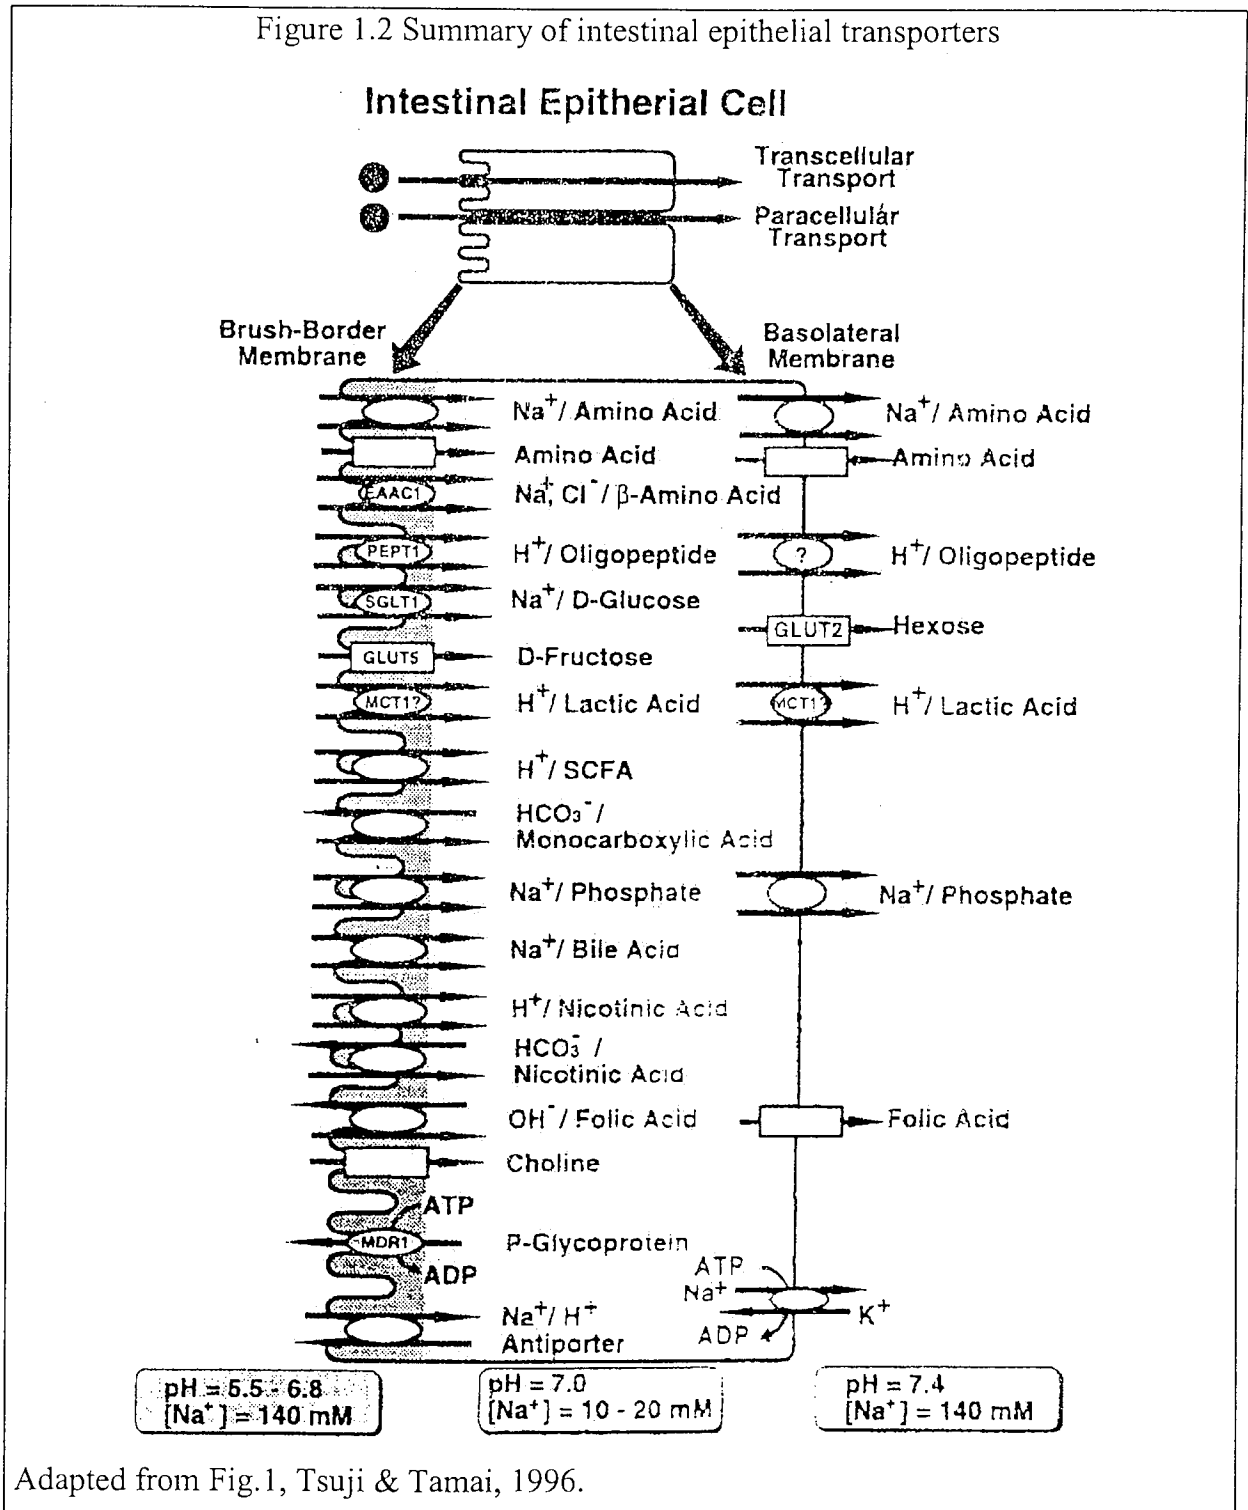 Figure 1.2 Summary of intestinal epithelial transporters
Intestinal Epitherial Cell
Transcellular
Transport
Paracellular
Transport
Brush-Border
Membrane
Basolateral
Membrane
Na⁺/ Amino Acid
Na⁺/ Amino Acid
Amino Acid
Amino Acid
EAAC1
Na⁺, Cl⁻/ β-Amino Acid
PEPT1
H⁺/ Oligopeptide
?
H⁺/ Oligopeptide
SGLT1
Na⁺/ D-Glucose
GLUT2
Hexose
GLUT5
D-Fructose
MCT1?
H⁺/ Lactic Acid
MCT1?
H⁺/ Lactic Acid
H⁺/ SCFA
HCO₃⁻/
Monocarboxylic Acid
Na⁺/ Phosphate
Na⁺/ Phosphate
Na⁺/ Bile Acid
H⁺/ Nicotinic Acid
HCO₃⁻/
Nicotinic Acid
OH⁻/ Folic Acid
Folic Acid
Choline
ATP
MDR1
P-Glycoprotein
ADP
ATP
Na⁺
K⁺
ADP
Na⁺/ H⁺
Antiporter
pH = 5.5 - 6.8
[Na⁺] = 140 mM
pH = 7.0
[Na⁺] = 10 - 20 mM
pH = 7.4
[Na⁺] = 140 mM
Adapted from Fig.1, Tsuji & Tamai, 1996.